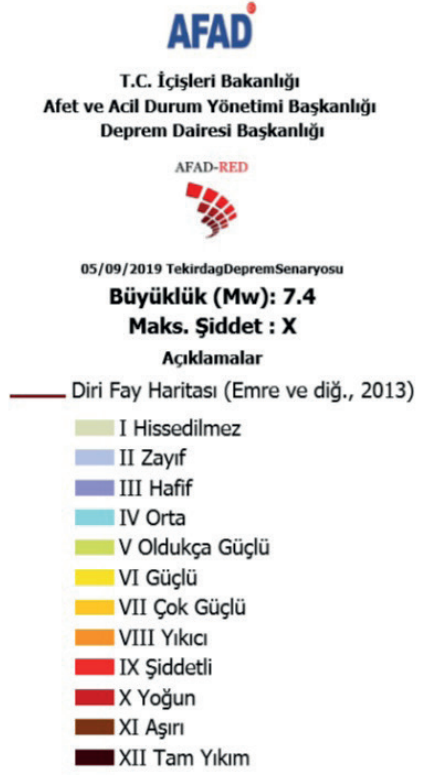 AFAD
T.C. İçişleri Bakanlığı
Afet ve Acil Durum Yönetimi Başkanlığı
Deprem Dairesi Başkanlığı
AFAD-RED
05/09/2019 TekirdagDepremSenaryosu
Büyüklük (Mw): 7.4
Maks. Şiddet : X
Açıklamalar
Diri Fay Haritası (Emre ve diğ., 2013)
I Hissedilmez
II Zayıf
III Hafif
IV Orta
V Oldukça Güçlü
VI Güçlü
VII Çok Güçlü
VIII Yıkıcı
IX Şiddetli
X Yoğun
XI Aşırı
XII Tam Yıkım